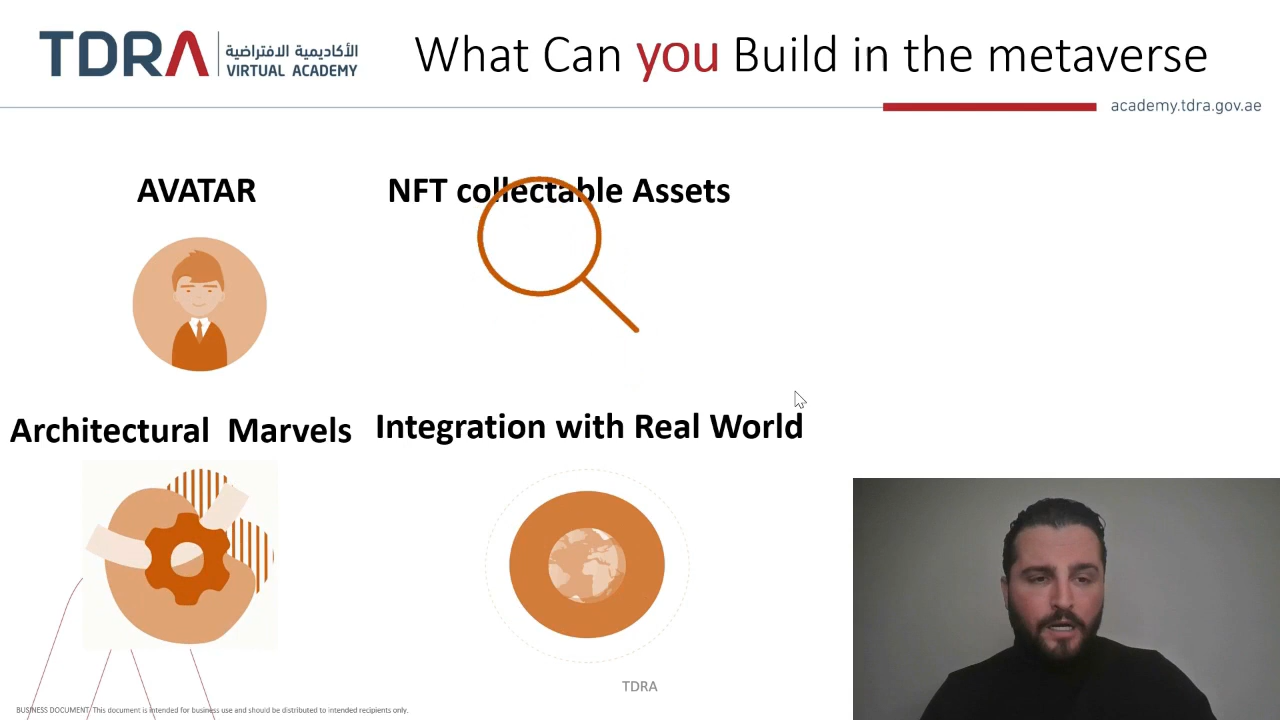 TDRA
الأكاديمية الافتراضية
VIRTUAL ACADEMY
What Can you Build in the metaverse
academy.tdra.gov.ae
AVATAR
NFT collectable Assets
Architectural Marvels
Integration with Real World
TDRA
BUSINESS DOCUMENT: This document is intended for business use and should be distributed to intended recipients only.